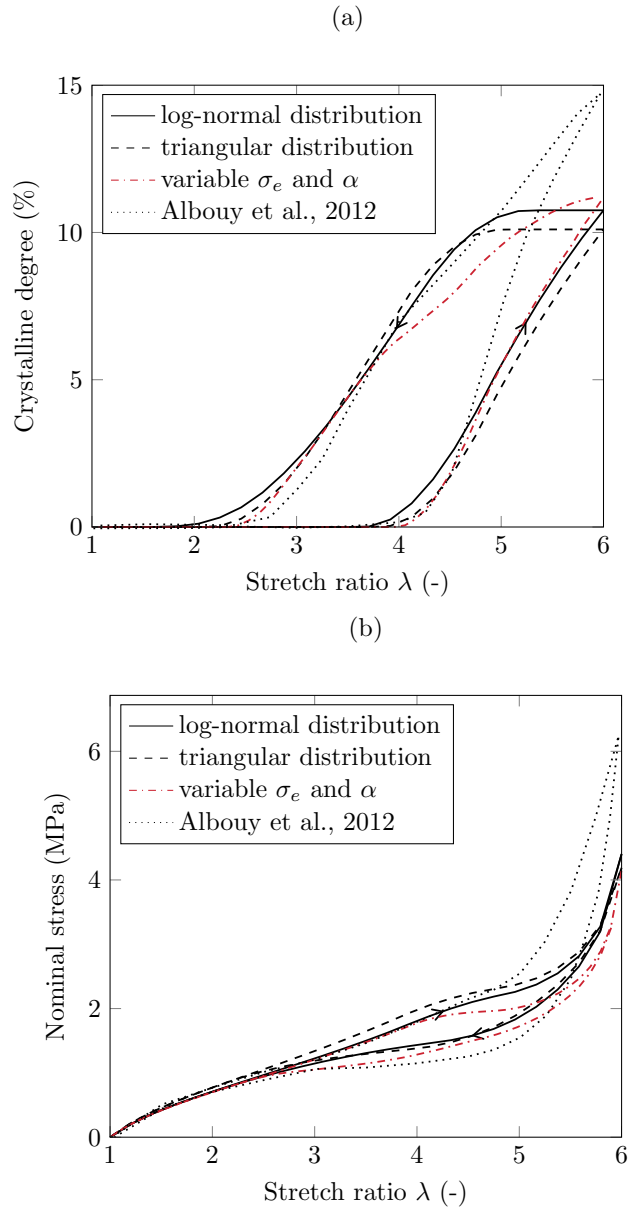 (a)
15
10
5
0
Crystalline degree (%)
log-normal distribution
triangular distribution
variable σₑ and α
Albouy et al., 2012
1 2 3 4 5 6
Stretch ratio λ (-)
(b)
6
4
2
0
Nominal stress (MPa)
log-normal distribution
triangular distribution
variable σₑ and α
Albouy et al., 2012
1 2 3 4 5 6
Stretch ratio λ (-)